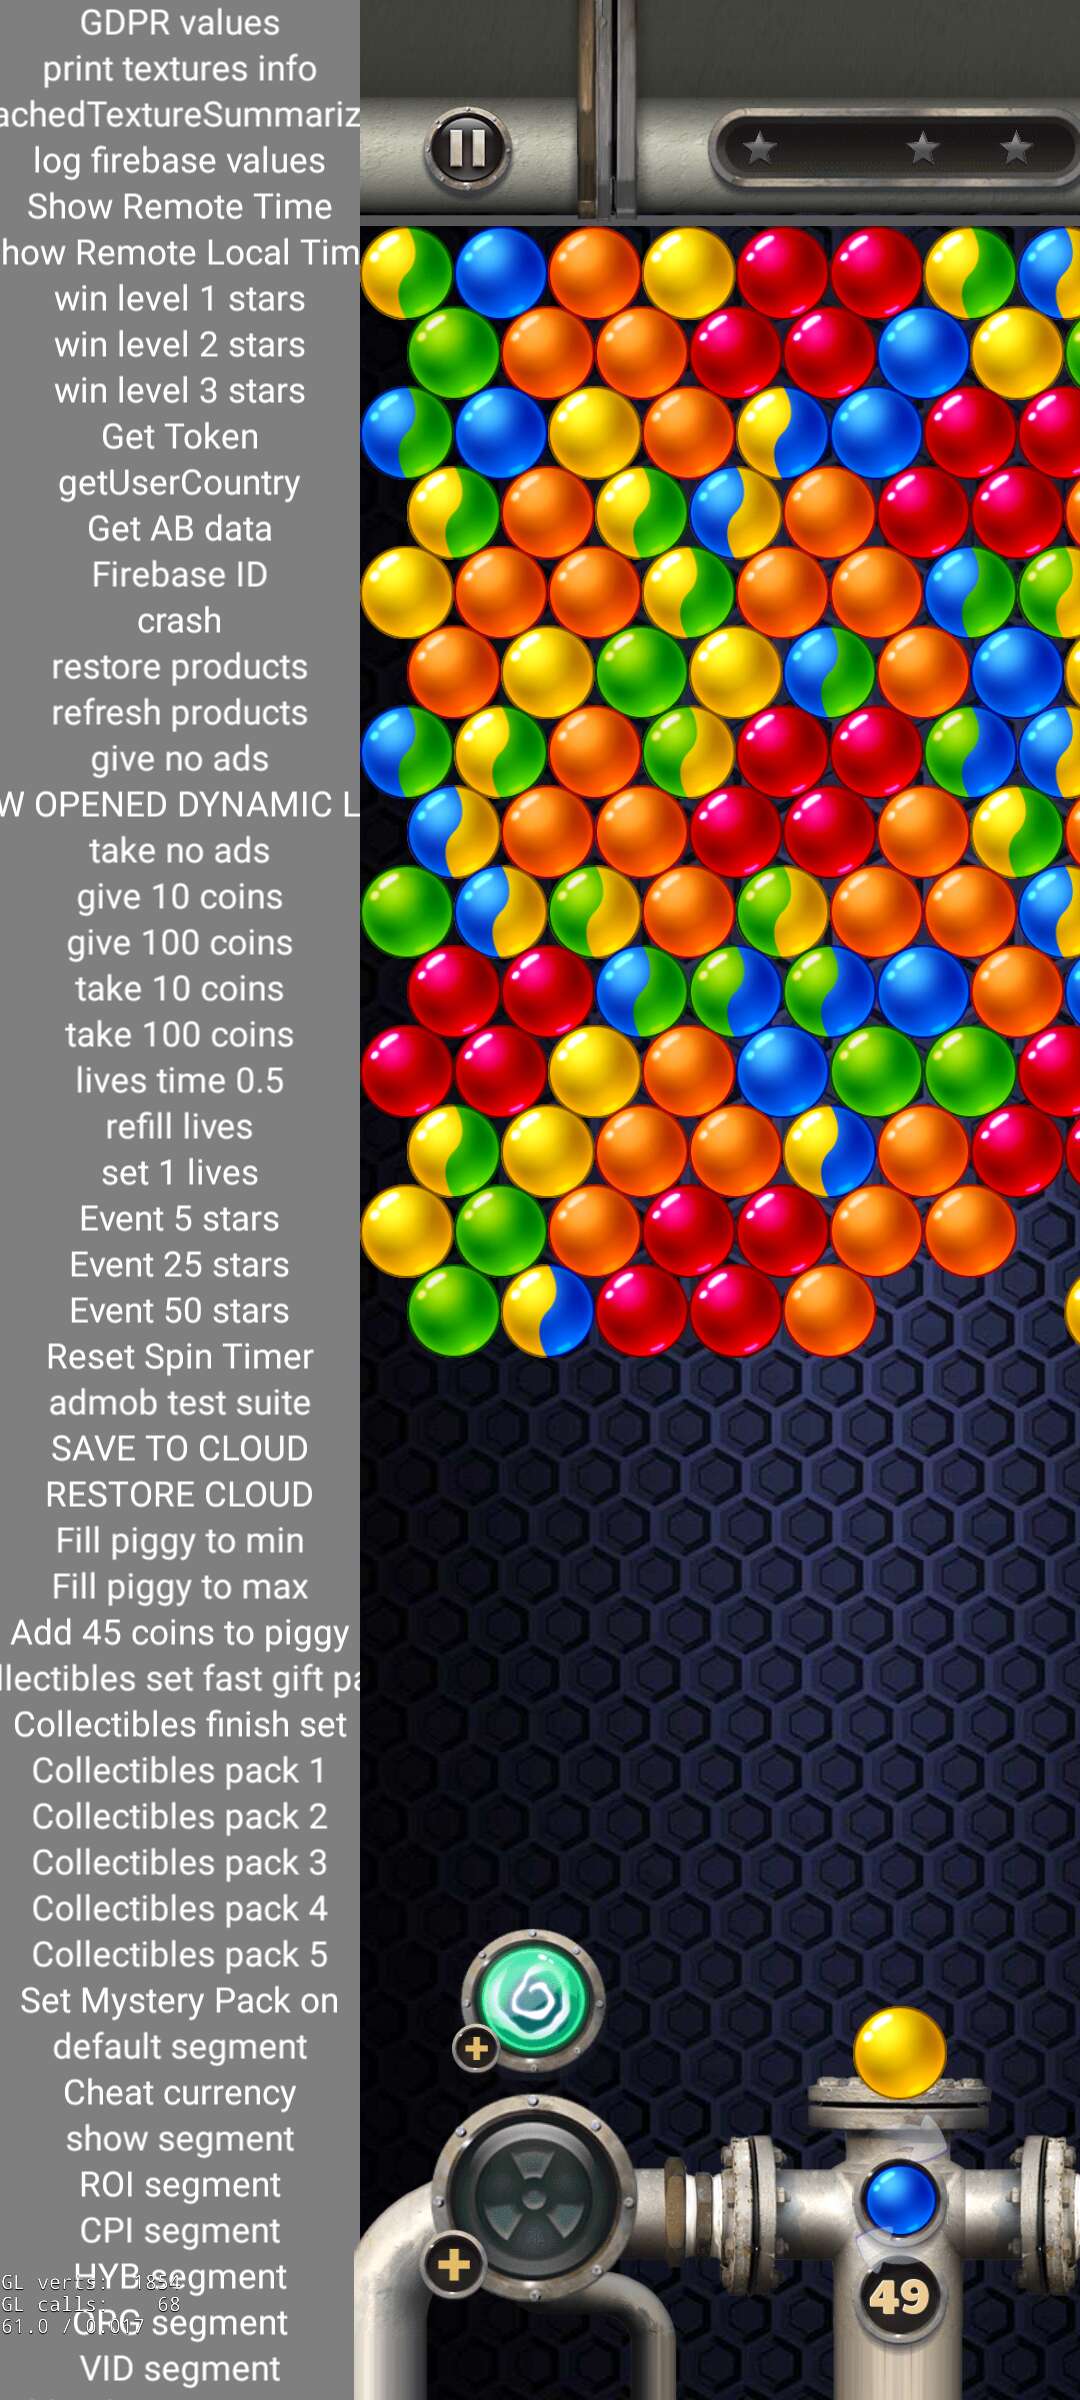 GDPR values
print textures info
achedTextureSummariz
log firebase values
Show Remote Time
how Remote Local Tim
win level 1 stars
win level 2 stars
win level 3 stars
Get Token
getUserCountry
Get AB data
Firebase ID
crash
restore products
refresh products
give no ads
W OPENED DYNAMIC L
take no ads
give 10 coins
give 100 coins
take 10 coins
take 100 coins
lives time 0.5
refill lives
set 1 lives
Event 5 stars
Event 25 stars
Event 50 stars
Reset Spin Timer
admob test suite
SAVE TO CLOUD
RESTORE CLOUD
Fill piggy to min
Fill piggy to max
Add 45 coins to piggy
llectibles set fast gift pa
Collectibles finish set
Collectibles pack 1
Collectibles pack 2
Collectibles pack 3
Collectibles pack 4
Collectibles pack 5
Set Mystery Pack on
default segment
Cheat currency
show segment
ROI segment
CPI segment
HYB segment
GL verts: 1854
GL calls: 68
ORG segment
61.0 / 0.017
VID segment
49